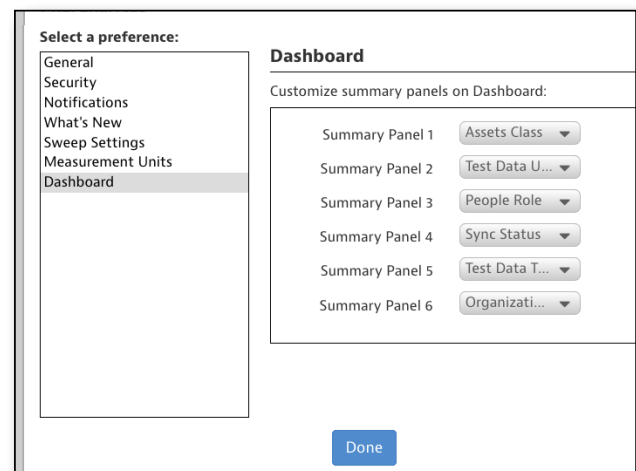 Select a preference:
General
Security
Notifications
What's New
Sweep Settings
Measurement Units
Dashboard
Dashboard
Customize summary panels on Dashboard:
Summary Panel 1 Assets Class
Summary Panel 2 Test Data U...
Summary Panel 3 People Role
Summary Panel 4 Sync Status
Summary Panel 5 Test Data T...
Summary Panel 6 Organizati...
Done